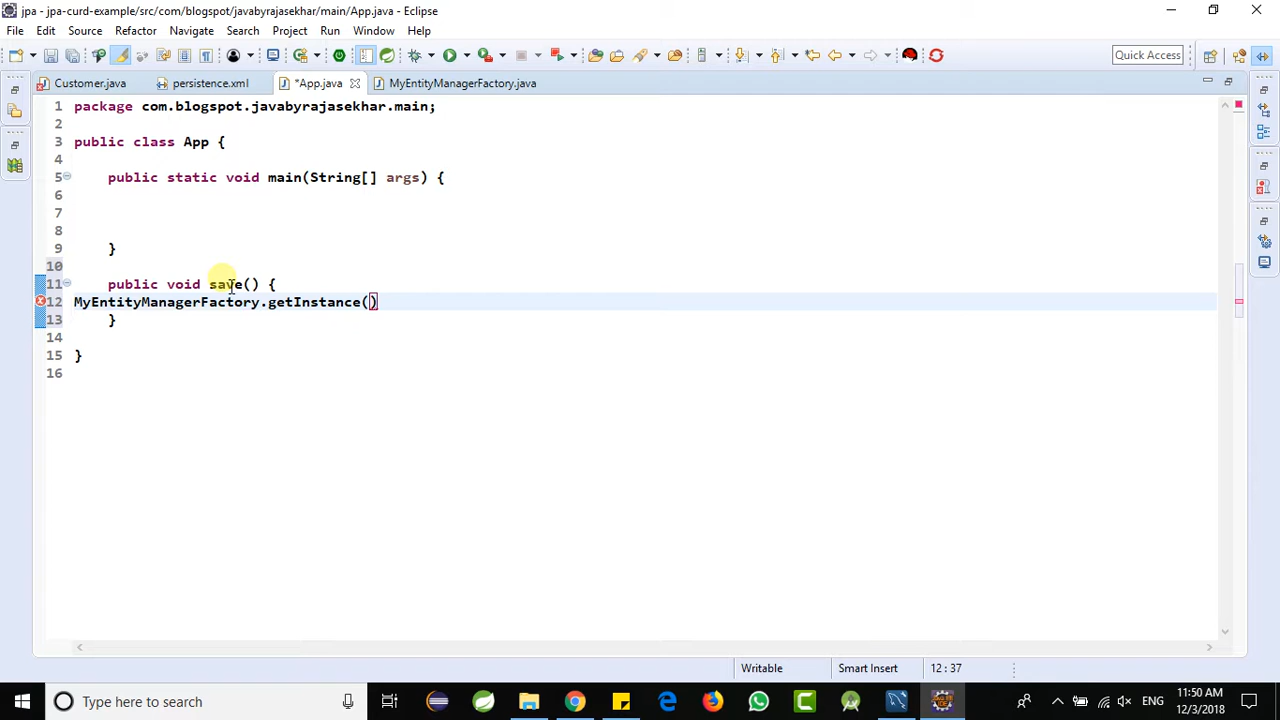 jpa - jpa-curd-example/src/com/blogspot/javabyrajasekhar/main/App.java - Eclipse
File Edit Source Refactor Navigate Search Project Run Window Help
Quick Access
Customer.java persistence.xml *App.java MyEntityManagerFactory.java
1 package com.blogspot.javabyrajasekhar.main;
2
3 public class App {
4
5 public static void main(String[] args) {
6
7
8
9 }
10
11 public void save() {
12 MyEntityManagerFactory.getInstance()
13 }
14
15 }
16
Writable Smart Insert 12 : 37
Type here to search
11:50 AM
12/3/2018